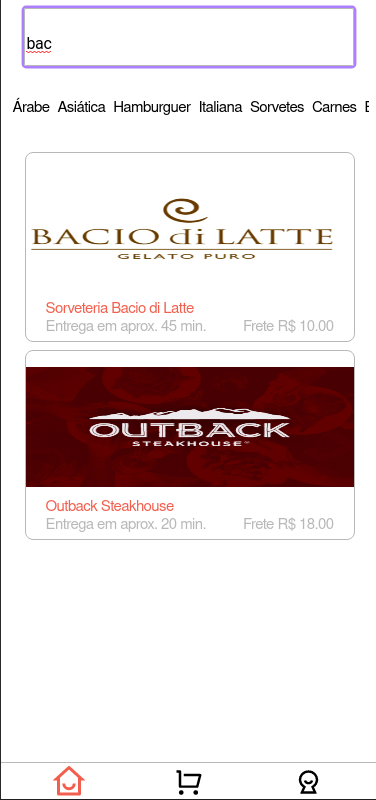 bac
Árabe Asiática Hamburguer Italiana Sorvetes Carnes
BACIO di LATTE
GELATO PURO
Sorveteria Bacio di Latte
Entrega em aprox. 45 min. Frete R$ 10.00
OUTBACK
STEAKHOUSE
Outback Steakhouse
Entrega em aprox. 20 min. Frete R$ 18.00